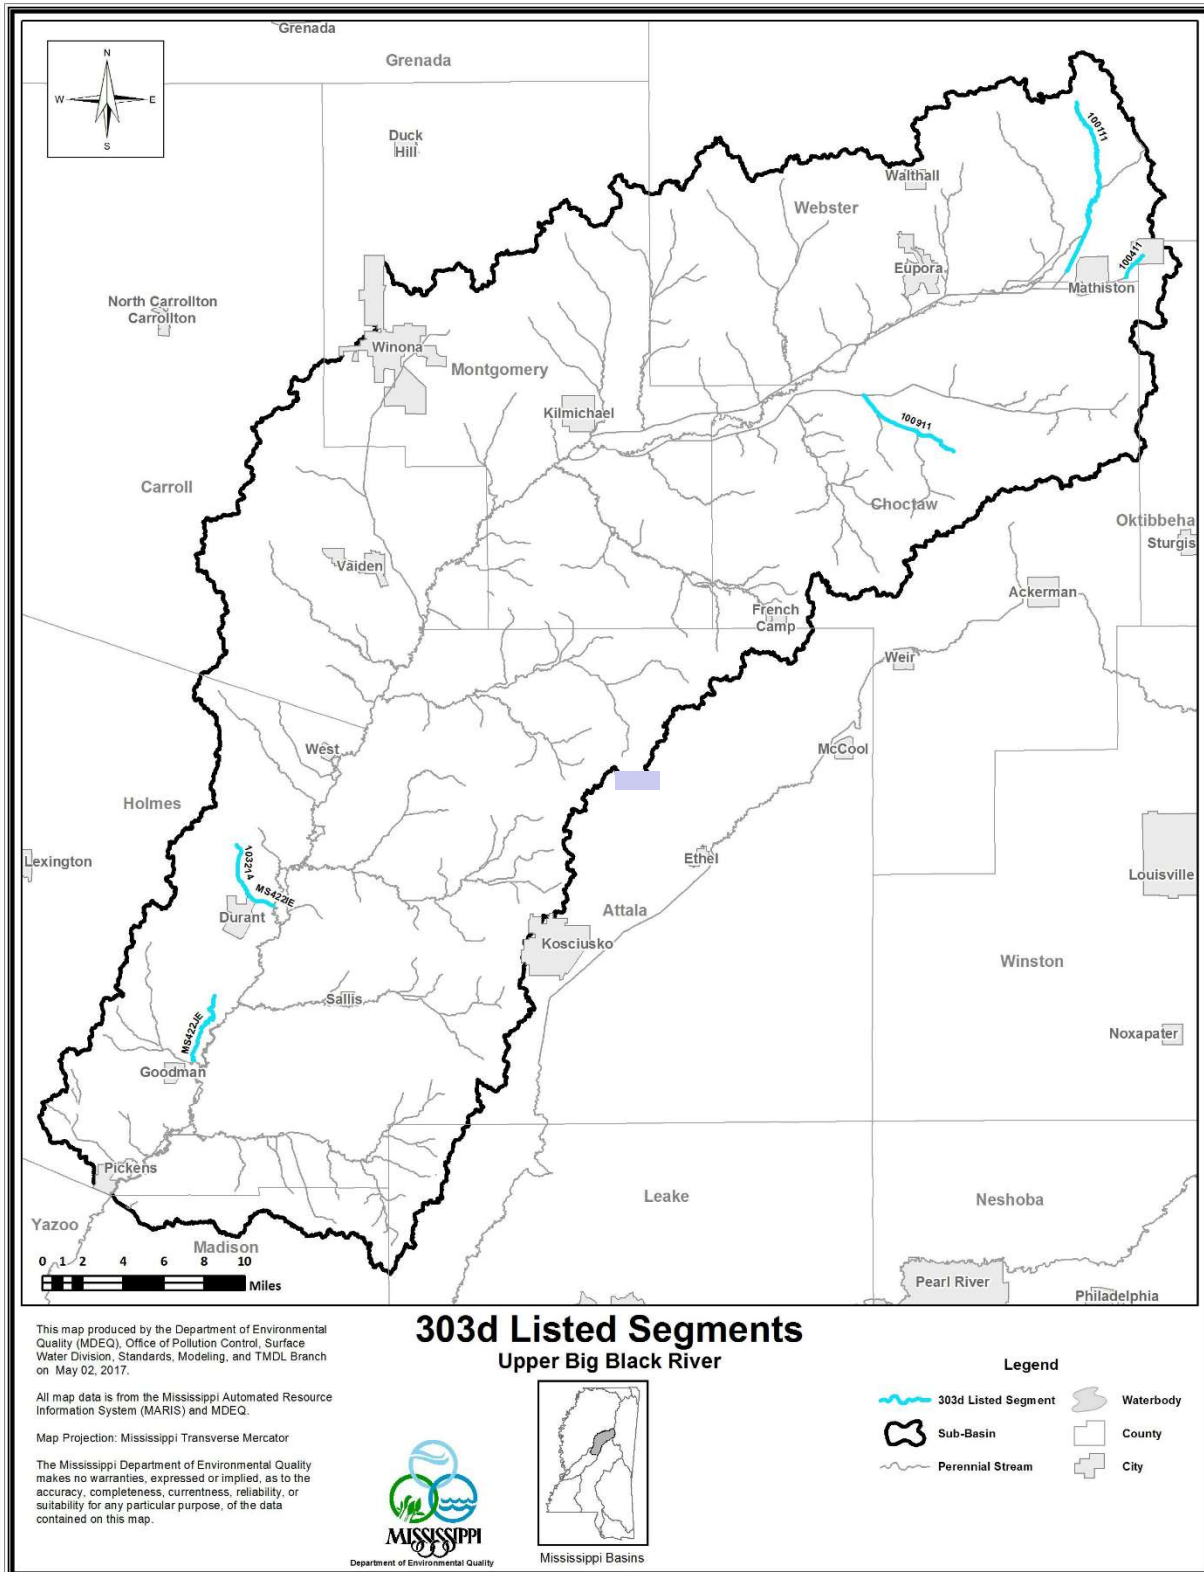 Grenada
Grenada
N
W E
S
Duck
Hill
100111
Walthall
Webster
100411
Eupora
Mathiston
North Carrollton
Carrollton
Winona
Montgomery
Kilmichael
100911
Carroll
Choctaw
Oktibbeha
Sturgis
Vaiden
Ackerman
French
Camp
Weir
West
McCool
Holmes
103214
Lexington
Ethel
Louisville
MS422IE
Durant
Attala
Kosciusko
Winston
Sallis
MS422JE
Noxapater
Goodman
Pickens
Leake
Neshoba
Yazoo
Madison
0 1 2 4 6 8 10
Miles
Pearl River
Philadelphia
303d Listed Segments
Upper Big Black River
This map produced by the Department of Environmental
Quality (MDEQ), Office of Pollution Control, Surface
Water Division, Standards, Modeling, and TMDL Branch
on May 02, 2017.
All map data is from the Mississippi Automated Resource
Information System (MARIS) and MDEQ.
Map Projection: Mississippi Transverse Mercator
The Mississippi Department of Environmental Quality
makes no warranties, expressed or implied, as to the
accuracy, completeness, currentness, reliability, or
suitability for any particular purpose, of the data
contained on this map.
MISSISSIPPI
Department of Environmental Quality
Mississippi Basins
Legend
303d Listed Segment
Waterbody
Sub-Basin
County
Perennial Stream
City